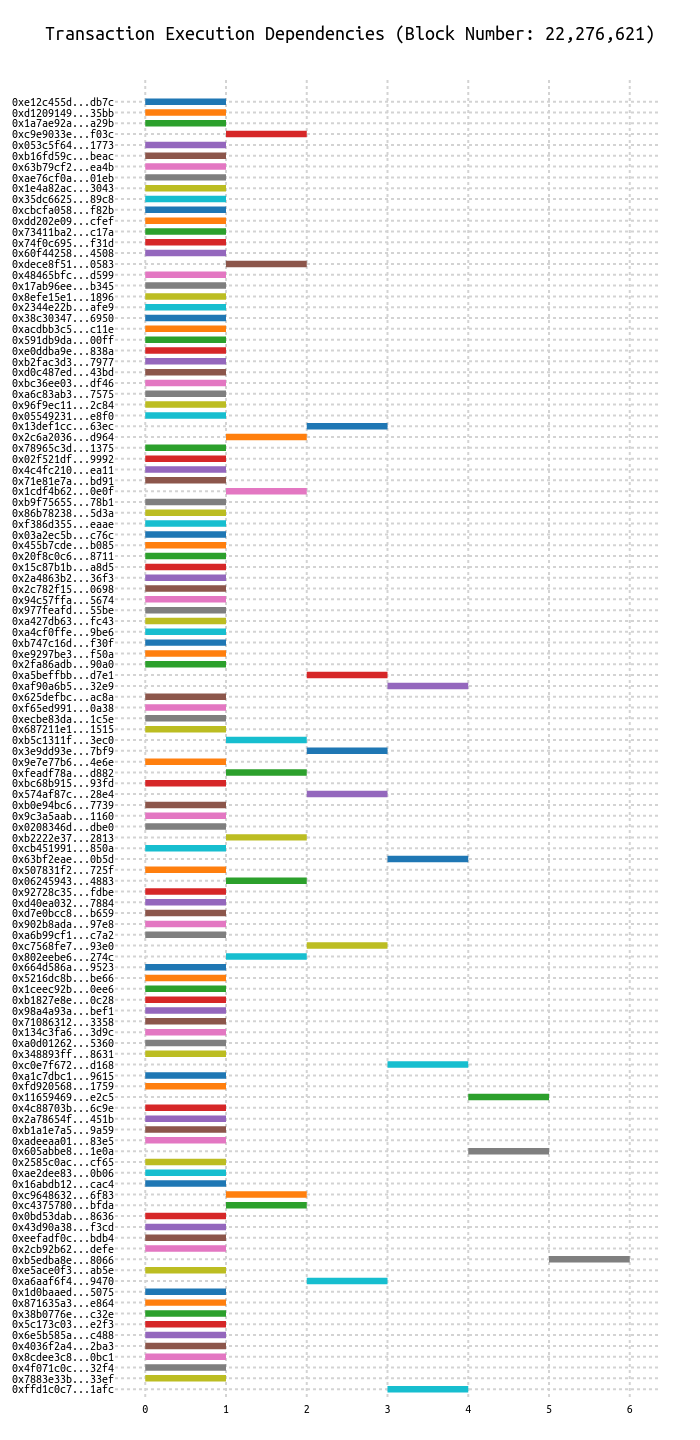 Transaction Execution Dependencies (Block Number: 22,276,621)
0xe12c455d...db7c
0xd1209149...35bb
0x1a7ae92a...a29b
0xc9e9033e...f03c
0x053c5f64...1773
0xb16fd59c...beac
0x63b79cf2...ea4b
0xae76cf0a...01eb
0x1e4a82ac...3043
0x35dc6625...89c8
0xcbcfa058...f82b
0xdd202e09...cfef
0x73411ba2...c17a
0x74f0c695...f31d
0x60f44258...4508
0xdece8f51...0583
0x48465bfc...d599
0x17ab96ee...b345
0x8efe15e1...1896
0x2344e22b...afe9
0x38c30347...6950
0xacdbb3c5...c11e
0x591db9da...00ff
0xe0ddba9e...838a
0xb2fac3d3...7977
0xd0c487ed...43bd
0xbc36ee03...df46
0xa6c83ab3...7575
0x96f9ec11...2c84
0x05549231...e8f0
0x13def1cc...63ec
0x2c6a2036...d964
0x78965c3d...1375
0x02f521df...9992
0x4c4fc210...ea11
0x71e81e7a...bd91
0x1cdf4b62...0e0f
0xb9f75655...78b1
0x86b78238...5d3a
0xf386d355...eaae
0x03a2ec5b...c76c
0x455b7cde...b085
0x20f8c0c6...8711
0x15c87b1b...a8d5
0x2a4863b2...36f3
0x2c782f15...0698
0x94c57ffa...5674
0x977feafd...55be
0xa427db63...fc43
0xa4cf0ffe...9be6
0xb747c16d...f30f
0xe9297be3...f50a
0x2fa86adb...90a0
0xa5beffbb...d7e1
0xaf90a6b5...32e9
0x625defbc...ac8a
0xf65ed991...0a38
0xecbe83da...1c5e
0x687211e1...1515
0xb5c1311f...3ec0
0x3e9dd93e...7bf9
0x9e7e77b6...4e6e
0xfeadf78a...d882
0xbc68b915...93fd
0x574af87c...28e4
0xb0e94bc6...7739
0x9c3a5aab...1160
0x0208346d...dbe0
0xb2222e37...2813
0xcb451991...850a
0x63bf2eae...0b5d
0x507831f2...725f
0x06245943...4883
0x92728c35...fdbe
0xd40ea032...7884
0xd7e0bcc8...b659
0x902b8ada...97e8
0xa6b99cf1...c7a2
0xc7568fe7...93e0
0x802eebe6...274c
0x664d586a...9523
0x5216dc8b...be66
0x1ceec92b...0ee6
0xb1827e8e...0c28
0x98a4a93a...bef1
0x71086312...3358
0x134c3fa6...3d9c
0xa0d01262...5360
0x348893ff...8631
0xc0e7f672...d168
0xa1c7dbc1...9615
0xfd920568...1759
0x11659469...e2c5
0x4c88703b...6c9e
0x2a78654f...451b
0xb1a1e7a5...9a59
0xadeeaa01...83e5
0x605abbe8...1e0a
0x2585c0ac...cf65
0xae2dee83...0b06
0x16abdb12...cac4
0xc9648632...6f83
0xc4375780...bfda
0x0bd53dab...8636
0x43d90a38...f3cd
0xeefadf0c...bdb4
0x2cb92b62...defe
0xb5edba8e...8066
0xe5ace0f3...ab5e
0xa6aaf6f4...9470
0x1d0baaed...5075
0x871635a3...e864
0x38b0776e...c32e
0x5c173c03...e2f3
0x6e5b585a...c488
0x4036f2a4...2ba3
0x8cdee3c8...0bc1
0x4f071c0c...32f4
0x7883e33b...33ef
0xffd1c0c7...1afc
0 1 2 3 4 5 6